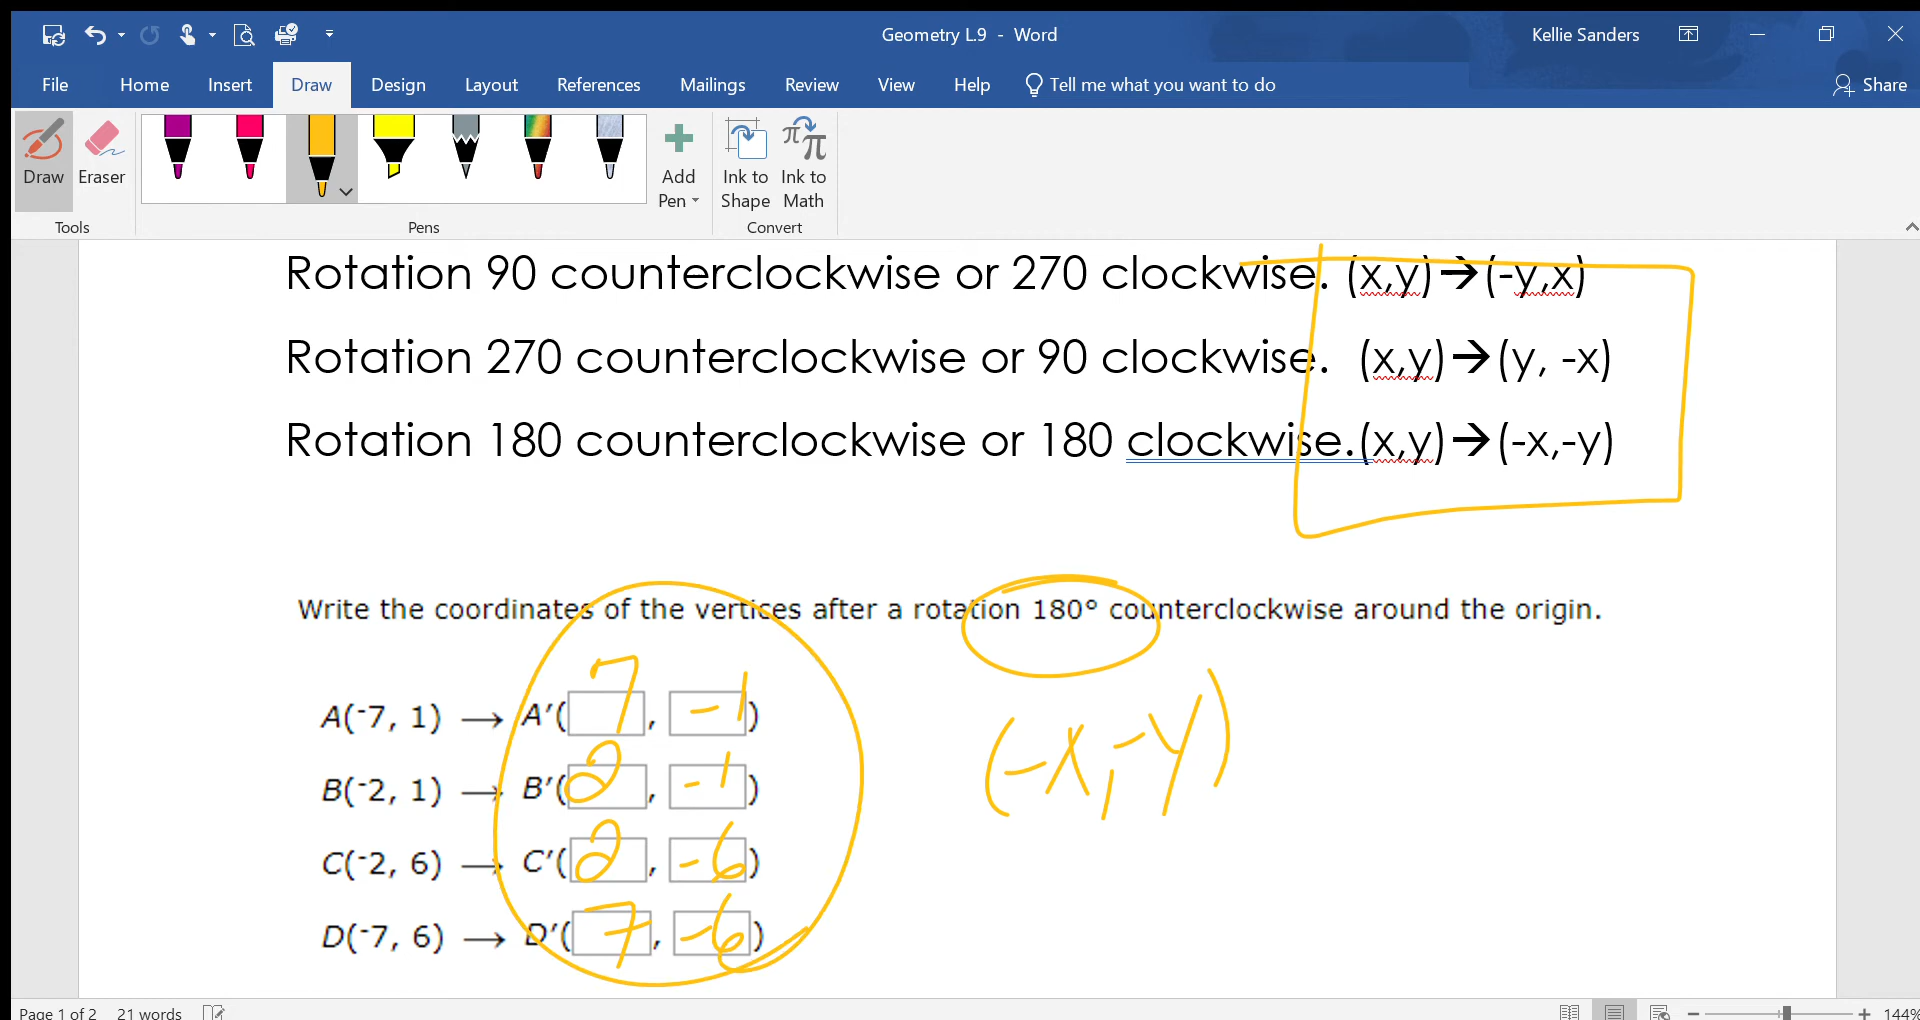 Geometry L.9 - Word
Kellie Sanders
File Home Insert Draw Design Layout References Mailings Review View Help Tell me what you want to do Share
Draw Eraser Add Pen Ink to Shape Ink to Math
Tools Pens Convert
Rotation 90 counterclockwise or 270 clockwise. (x,y)→(-y,x)
Rotation 270 counterclockwise or 90 clockwise. (x,y)→(y, -x)
Rotation 180 counterclockwise or 180 clockwise.(x,y)→(-x,-y)
Write the coordinates of the vertices after a rotation 180° counterclockwise around the origin.
A(-7, 1) → A′(7, -1)
B(-2, 1) → B′(2, -1)
C(-2, 6) → C′(2, -6)
D(-7, 6) → D′(7, -6)
(-x, -y)
Page 1 of 2 21 words 144%